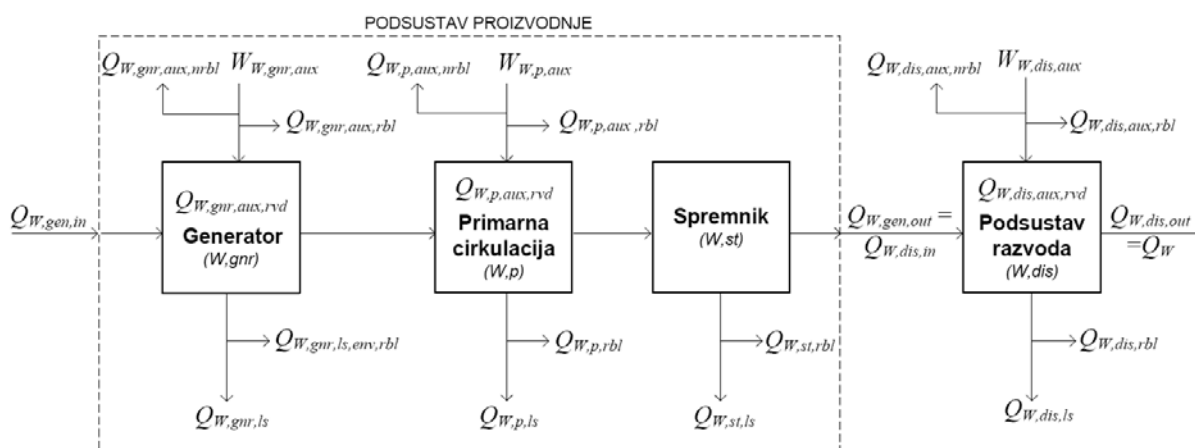 PODSUSTAV PROIZVODNJE
Q_{W,gnr,aux,nrbl}
W_{W,gnr,aux}
Q_{W,gnr,aux,rbl}
Q_{W,p,aux,nrbl}
W_{W,p,aux}
Q_{W,p,aux ,rbl}
Q_{W,dis,aux,nrbl}
W_{W,dis,aux}
Q_{W,dis,aux,rbl}
Q_{W,gen,in}
Q_{W,gnr,aux,rvd}
Generator
(W,gnr)
Q_{W,p,aux,rvd}
Primarna
cirkulacija
(W,p)
Spremnik
(W,st)
Q_{W,gen,out} =
Q_{W,dis,in}
Q_{W,dis,aux,rvd}
Podsustav
razvoda
(W,dis)
Q_{W,dis,out}
=Q_W
Q_{W,gnr,ls,env,rbl}
Q_{W,gnr,ls}
Q_{W,p,rbl}
Q_{W,p,ls}
Q_{W,st,rbl}
Q_{W,st,ls}
Q_{W,dis,rbl}
Q_{W,dis,ls}